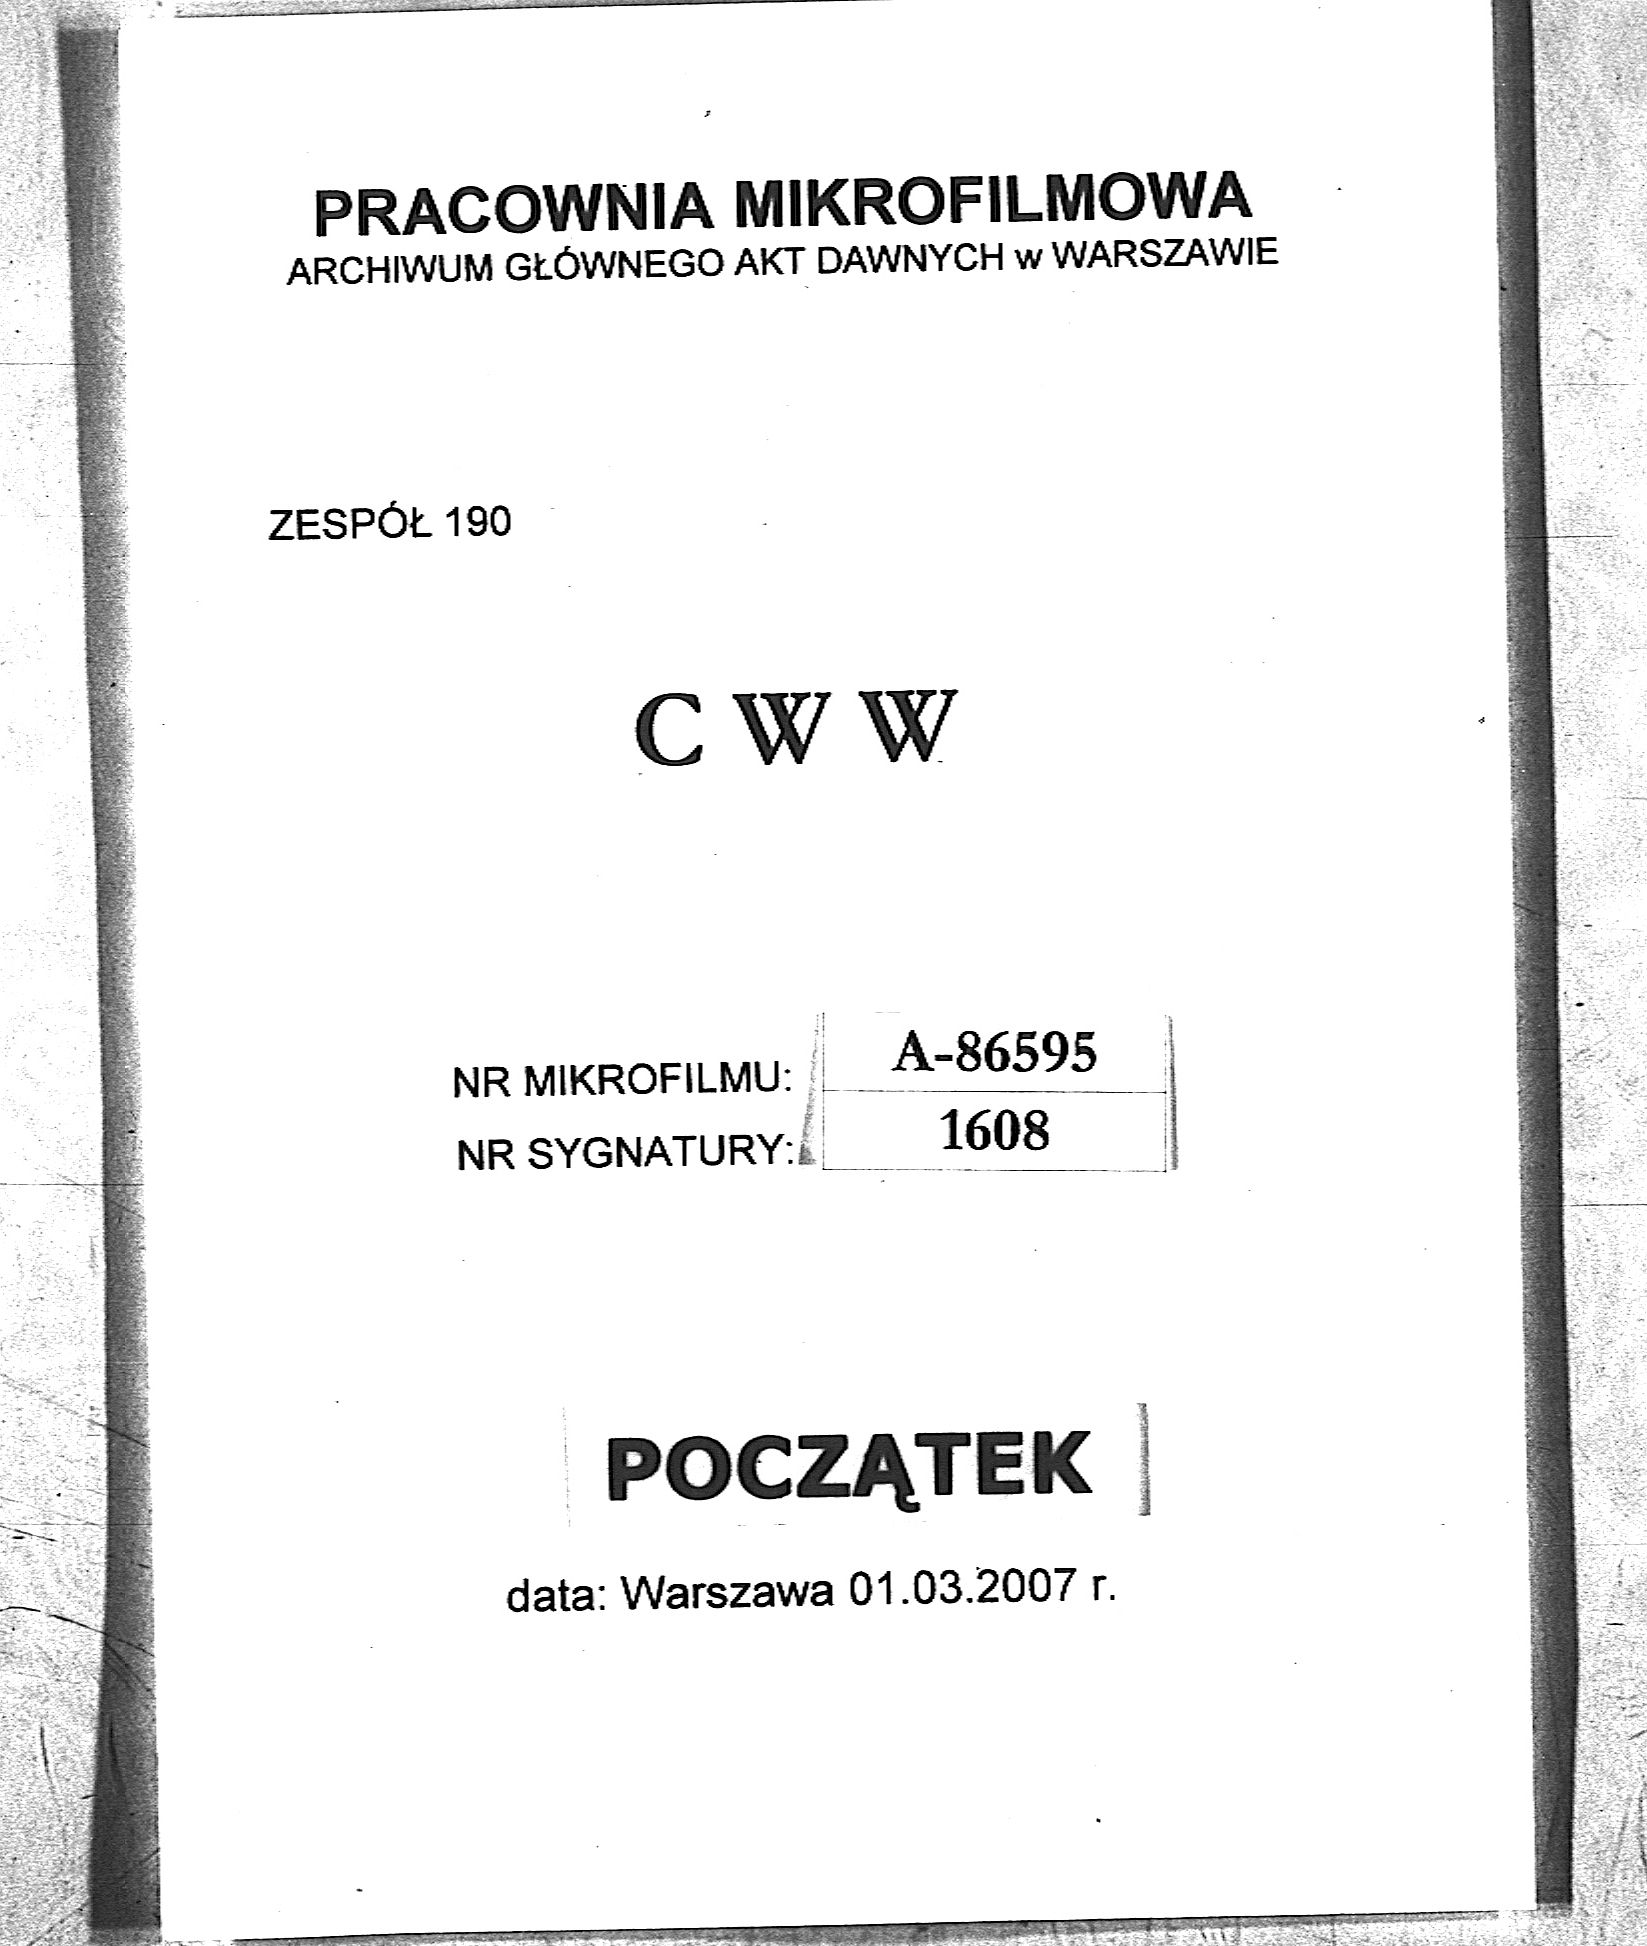 PRACOWNIA MIKROFILMOWA
ARCHIWUM GŁÓWNEGO AKT DAWNYCH w WARSZAWIE
ZESPÓŁ 190
C W W
NR MIKROFILMU: A-86595
NR SYGNATURY: 1608
POCZĄTEK
data: Warszawa 01.03.2007 r.